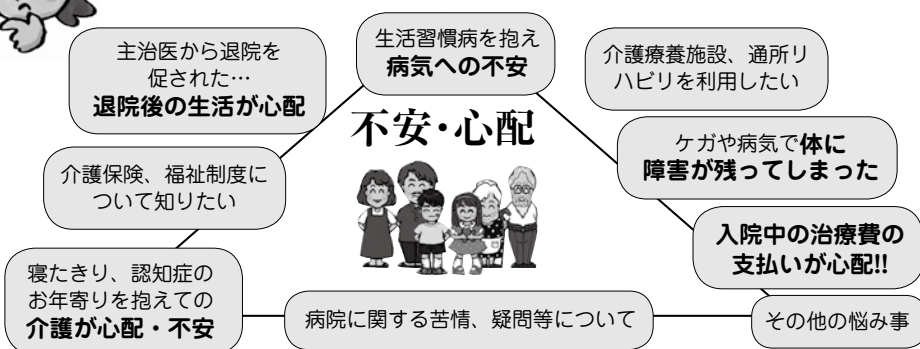 主治医から退院を
促された…
退院後の生活が心配
生活習慣病を抱え
病気への不安
介護療養施設、通所リ
ハビリを利用したい
不安・心配
ケガや病気で体に
障害が残ってしまった
介護保険、福祉制度に
ついて知りたい
入院中の治療費の
支払いが心配!!
寝たきり、認知症の
お年寄りを抱えての
介護が心配・不安
病院に関する苦情、疑問等について
その他の悩み事